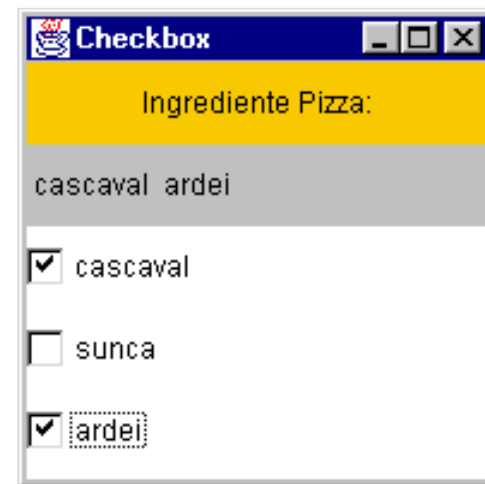 Checkbox
Ingrediente Pizza:
cascaval ardei
cascaval
sunca
ardei